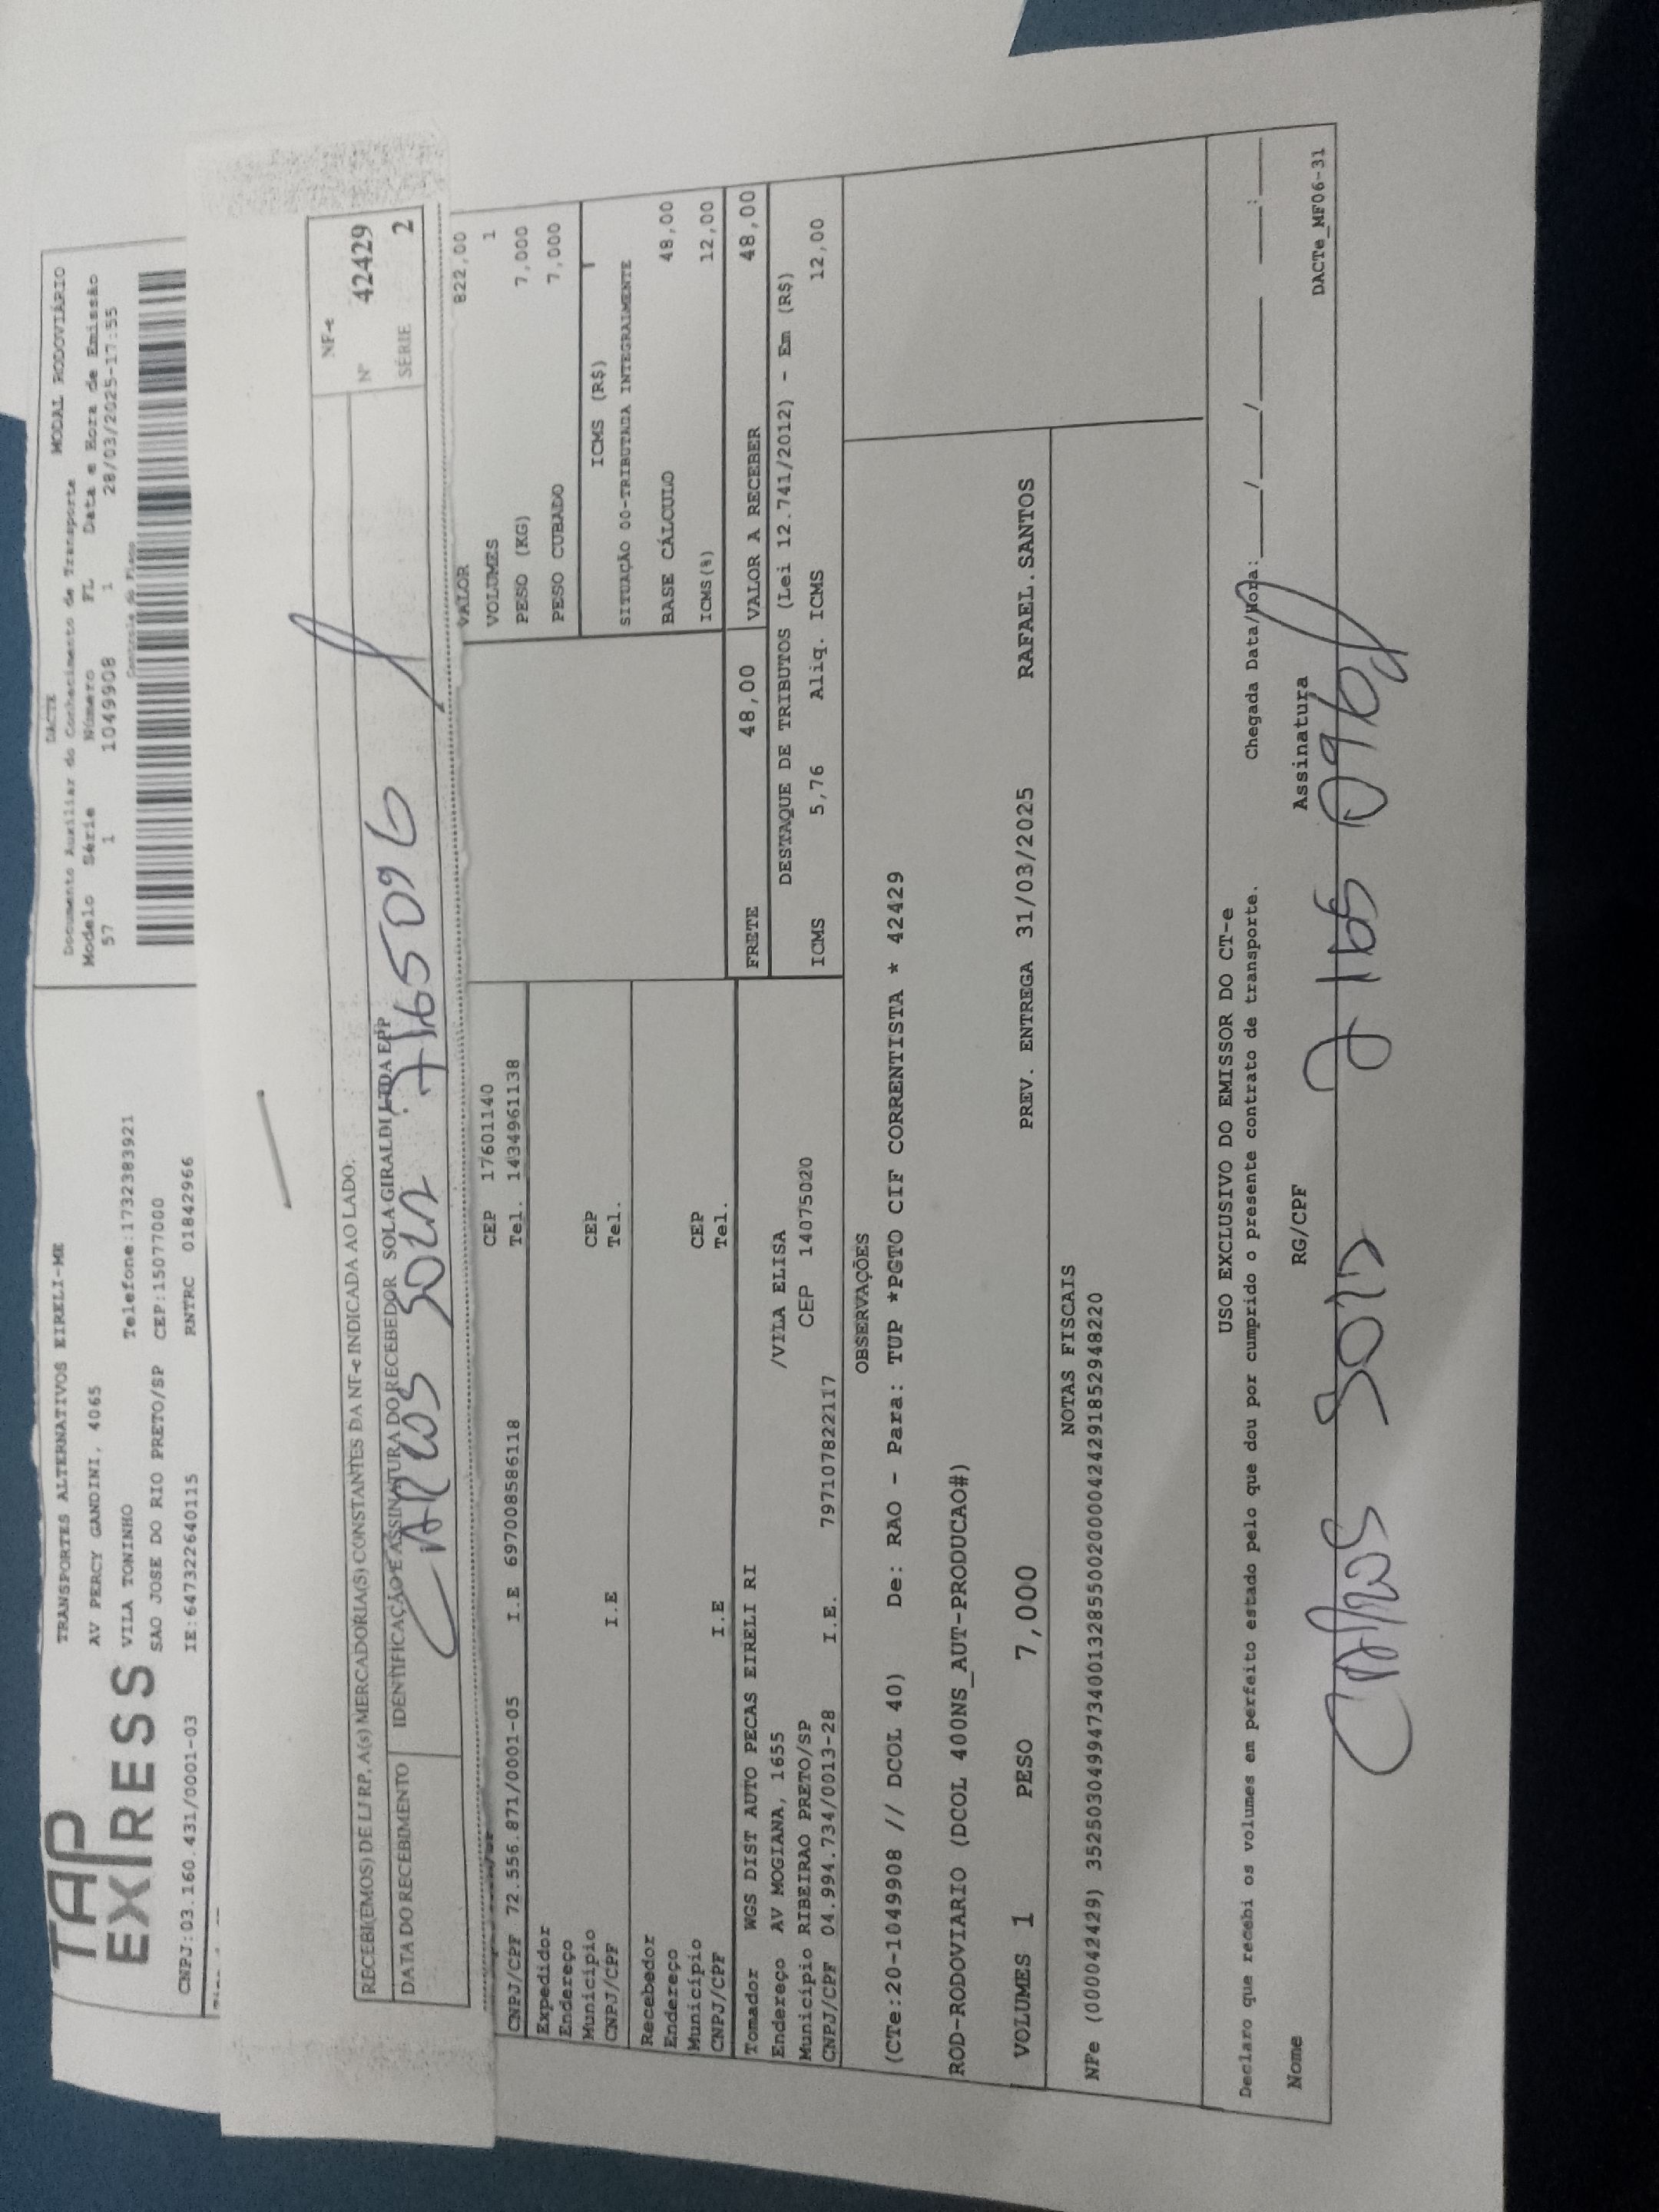 TAP
EXPRESS
TRANSPORTES ALTERNATIVOS EIRELI-ME
AV PERCY GANDINI, 4065
VILA TONINHO Telefone:1732383921
SAO JOSE DO RIO PRETO/SP CEP:15077000
CNPJ:03.160.431/0001-03 IE:647322640115 RNTRC 01842966
DACTE
Documento Auxiliar do Conhecimento de Transporte MODAL RODOVIÁRIO
Modelo Série Número FL Data e Hora de Emissão
57 1 1049908 1 28/03/2025-17:55
Controle do Fisco
RECEBI(EMOS) DE LJ RP, A(s) MERCADORIA(S) CONSTANTES DA NF-e INDICADA AO LADO.
DATA DO RECEBIMENTO IDENTIFICAÇÃO E ASSINATURA DO RECEBEDOR SOLA GIRALDI LTDA EPP
NF-e
Nº 42429
SÉRIE 2
CARLOS 7165096
CNPJ/CPF 72.556.871/0001-05 I.E 697008586118 CEP 17601140
Tel. 1434961138
VALOR 822,00
VOLUMES 1
PESO (KG) 7,000
PESO CUBADO 7,000
Expedidor
Endereço
Município CEP
CNPJ/CPF I.E Tel.
ICMS (R$)
SITUAÇÃO 00-TRIBUTADA INTEGRALMENTE
BASE CÁLCULO 48,00
ICMS(%) 12,00
Recebedor
Endereço
Município CEP
CNPJ/CPF I.E Tel.
FRETE 48,00 VALOR A RECEBER 48,00
Tomador WGS DIST AUTO PECAS EIRELI RI
Endereço AV MOGIANA, 1655 /VILA ELISA
Município RIBEIRAO PRETO/SP CEP 14075020
CNPJ/CPF 04.994.734/0013-28 I.E. 797107822117
DESTAQUE DE TRIBUTOS (Lei 12.741/2012) - Em (R$)
ICMS 5,76 Aliq. ICMS 12,00
OBSERVAÇÕES
(CTe:20-1049908 // DCOL 40) De: RAO - Para: TUP *PGTO CIF CORRENTISTA * 42429
ROD-RODOVIARIO (DCOL 400NS_AUT-PRODUCAO#)
VOLUMES 1 PESO 7,000 PREV. ENTREGA 31/03/2025 RAFAEL.SANTOS
NOTAS FISCAIS
NFe (000042429) 35250304994734001328550020000424291852948220
USO EXCLUSIVO DO EMISSOR DO CT-e
Declaro que recebi os volumes em perfeito estado pelo que dou por cumprido o presente contrato de transporte. Chegada Data/Hora: ___/___/___ ___:___
Nome RG/CPF Assinatura
CARLOS 7165096
DACTe_MF06-31